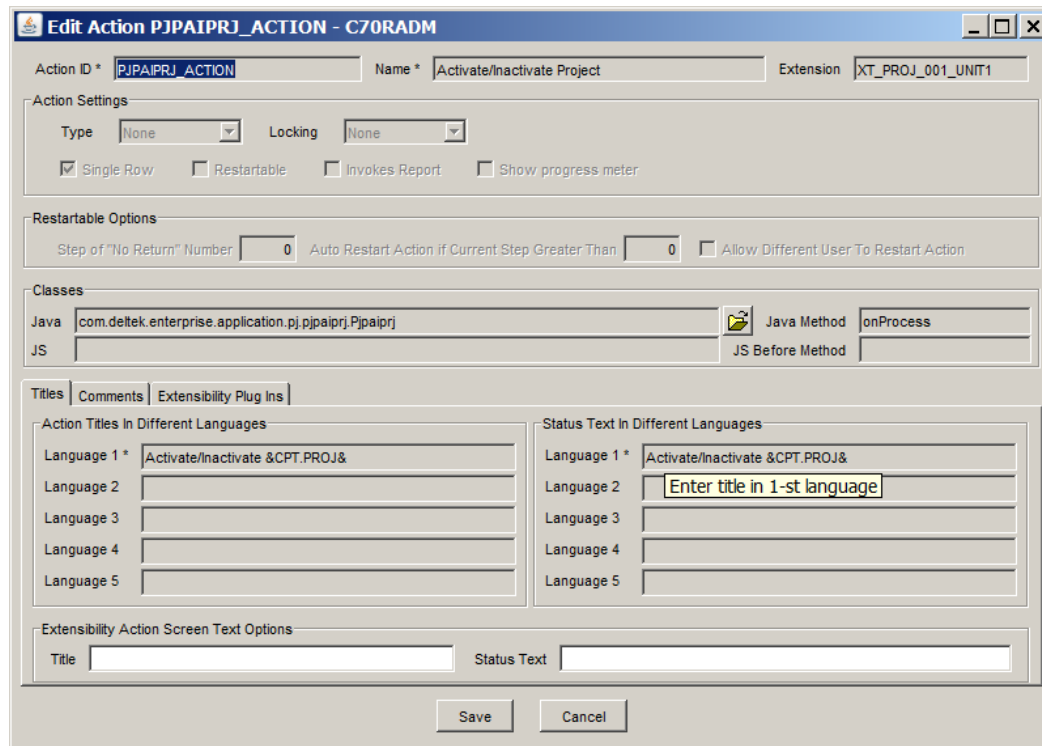 Edit Action PJPAIPRJ_ACTION - C70RADM
Action ID * PJPAIPRJ_ACTION Name * Activate/Inactivate Project Extension XT_PROJ_001_UNIT1
Action Settings
Type None Locking None
Single Row Restartable Invokes Report Show progress meter
Restartable Options
Step of "No Return" Number 0 Auto Restart Action if Current Step Greater Than 0 Allow Different User To Restart Action
Classes
Java com.deltek.enterprise.application.pj.pjpaiprj.Pjpaiprj Java Method onProcess
JS JS Before Method
Titles Comments Extensibility Plug Ins
Action Titles In Different Languages Status Text In Different Languages
Language 1 * Activate/Inactivate &CPT.PROJ& Language 1 * Activate/Inactivate &CPT.PROJ&
Language 2 Language 2 Enter title in 1-st language
Language 3 Language 3
Language 4 Language 4
Language 5 Language 5
Extensibility Action Screen Text Options
Title Status Text
Save Cancel